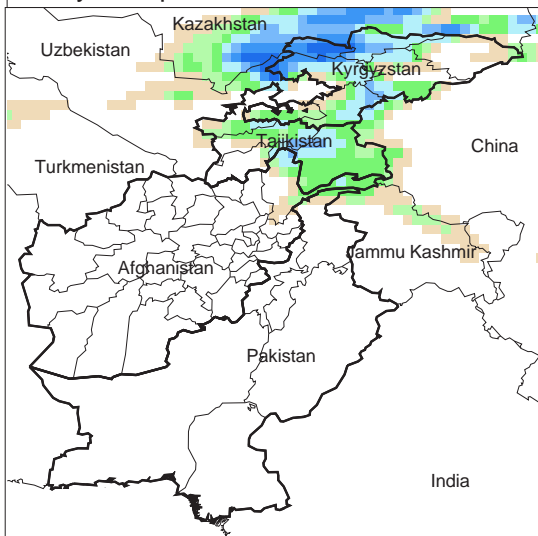 Kazakhstan
Uzbekistan
Kyrgyzstan
Tajikistan
China
Turkmenistan
Jammu Kashmir
Afghanistan
Pakistan
India